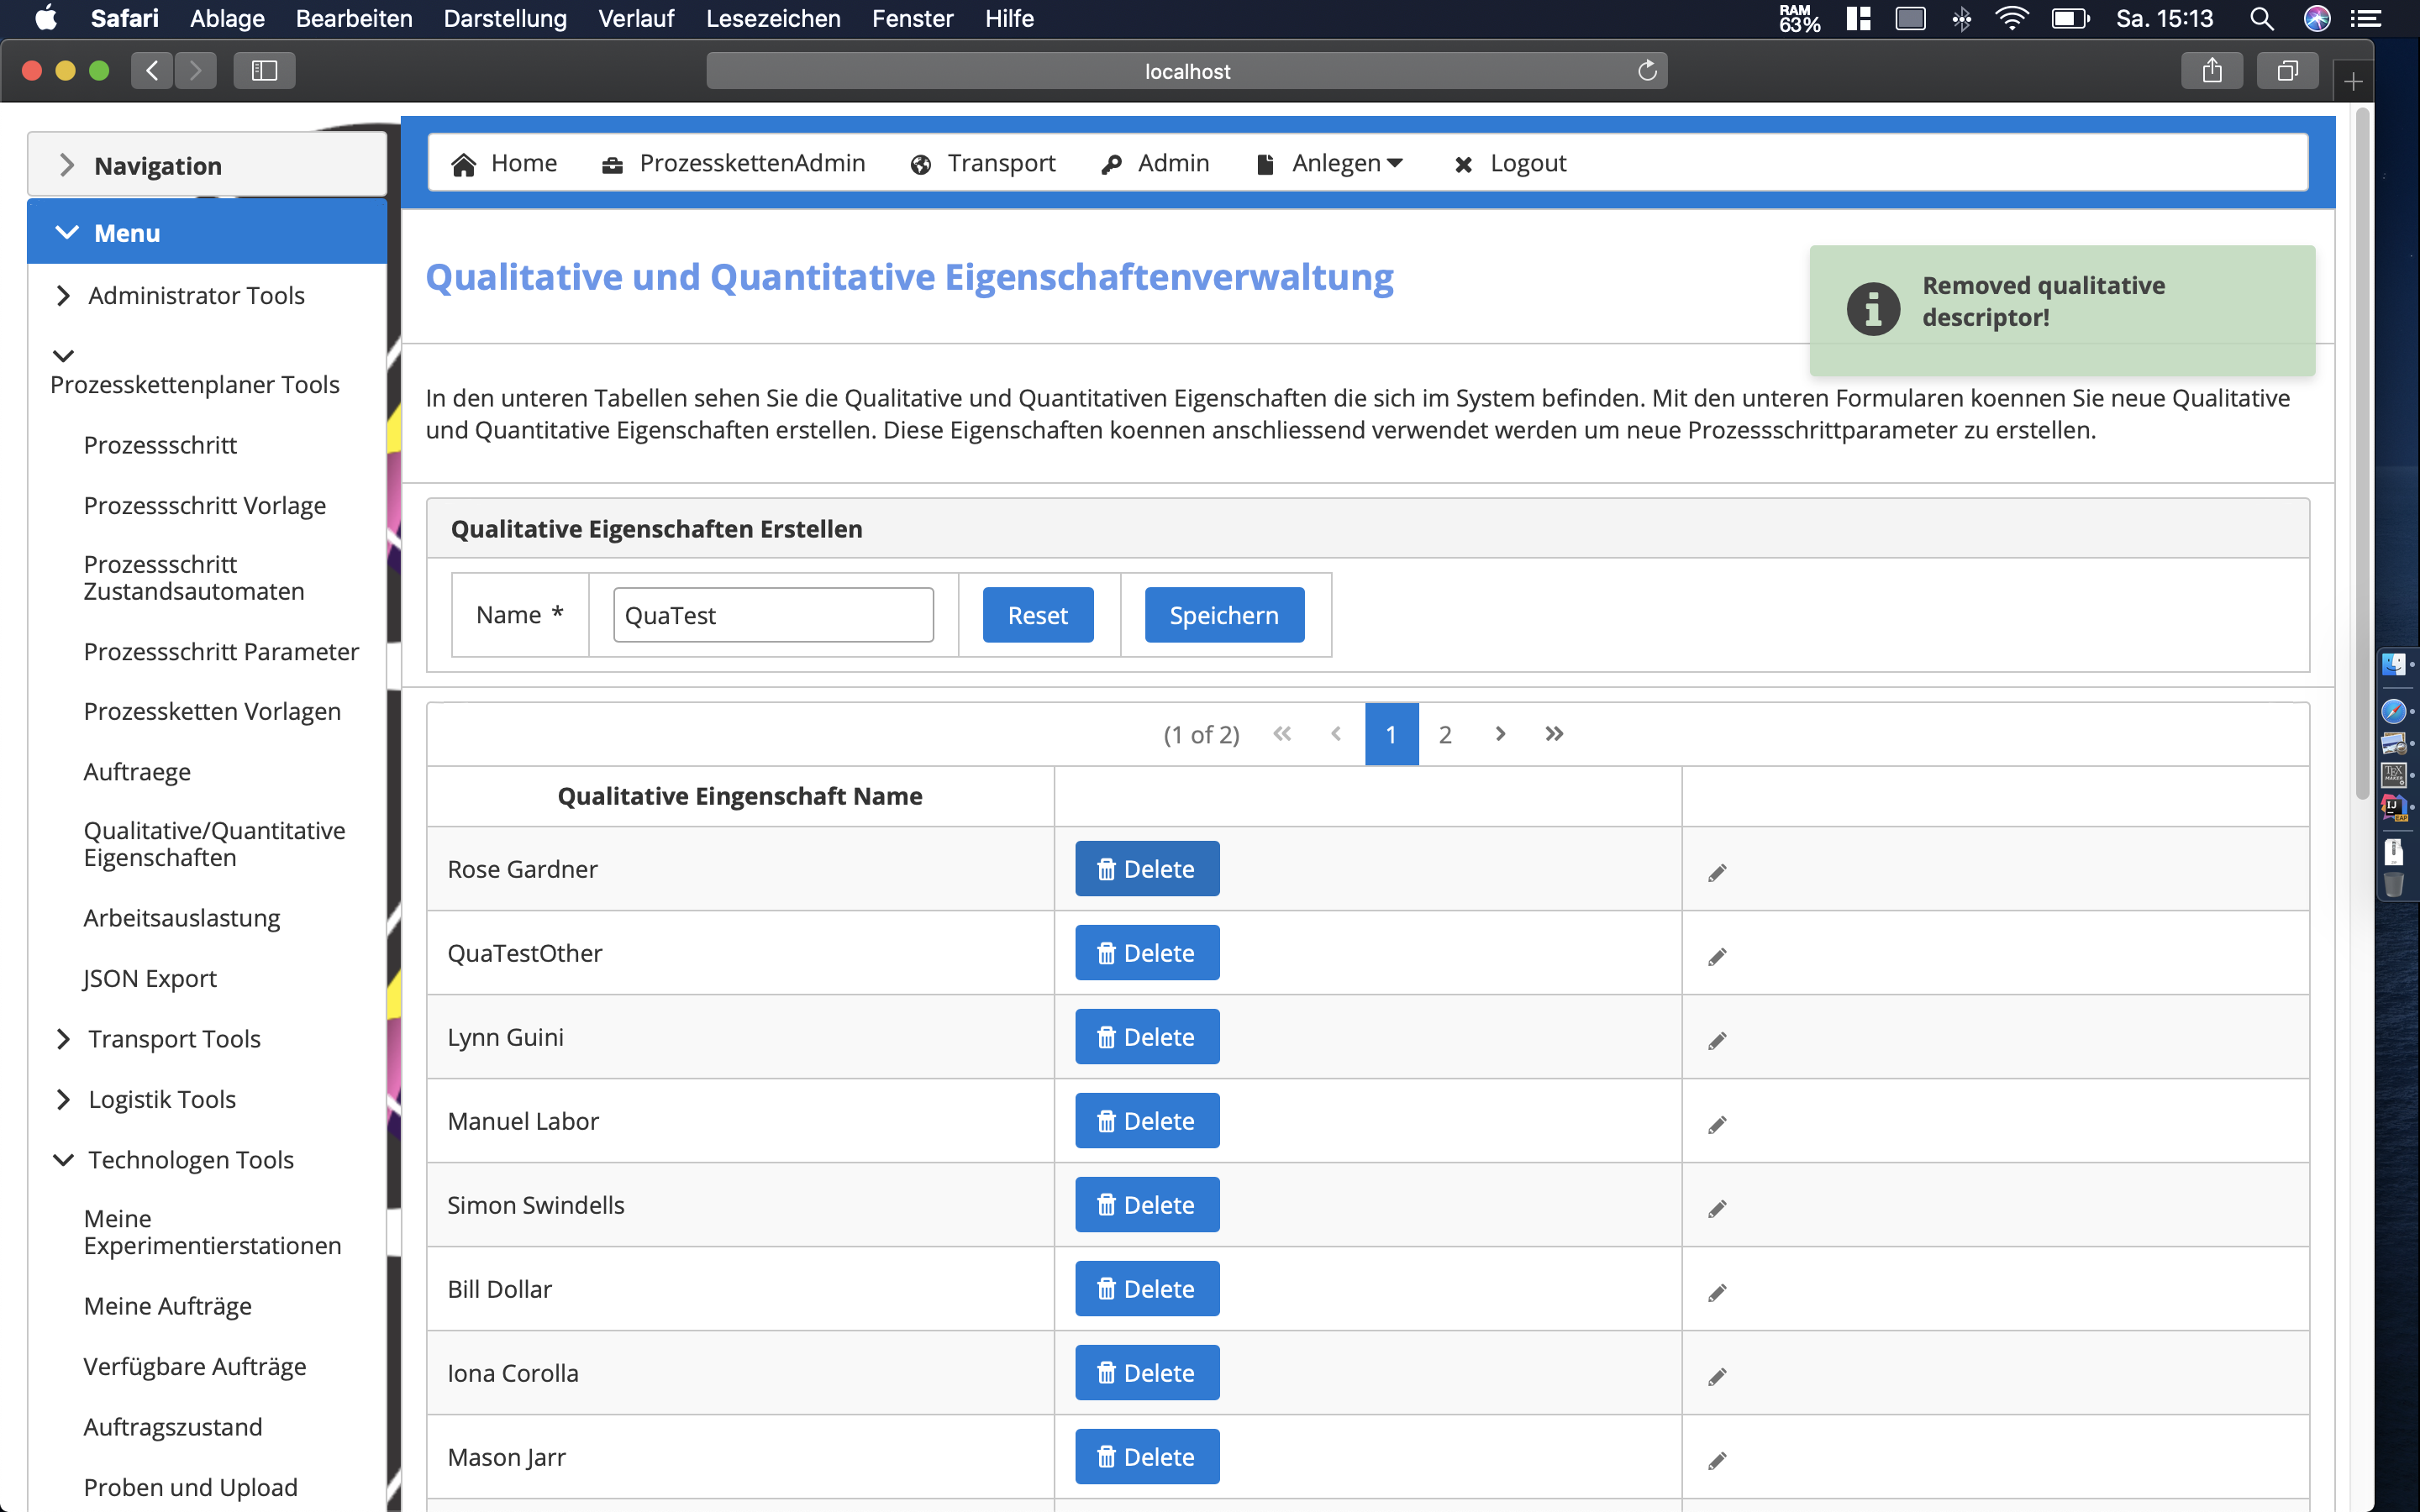 Safari Ablage Bearbeiten Darstellung Verlauf Lesezeichen Fenster Hilfe RAM 63% Sa. 15:13
localhost
Navigation
Menu
Administrator Tools
Prozesskettenplaner Tools
Prozessschritt
Prozessschritt Vorlage
Prozessschritt
Zustandsautomaten
Prozessschritt Parameter
Prozessketten Vorlagen
Auftraege
Qualitative/Quantitative
Eigenschaften
Arbeitsauslastung
JSON Export
Transport Tools
Logistik Tools
Technologen Tools
Meine
Experimentierstationen
Meine Aufträge
Verfügbare Aufträge
Auftragszustand
Proben und Upload
Home ProzesskettenAdmin Transport Admin Anlegen Logout
Qualitative und Quantitative Eigenschaftenverwaltung
Removed qualitative
descriptor!
In den unteren Tabellen sehen Sie die Qualitative und Quantitativen Eigenschaften die sich im System befinden. Mit den unteren Formularen koennen Sie neue Qualitative
und Quantitative Eigenschaften erstellen. Diese Eigenschaften koennen anschliessend verwendet werden um neue Prozessschrittparameter zu erstellen.
Qualitative Eigenschaften Erstellen
Name * QuaTest Reset Speichern
(1 of 2) 1 2
Qualitative Eingenschaft Name
Rose Gardner Delete
QuaTestOther Delete
Lynn Guini Delete
Manuel Labor Delete
Simon Swindells Delete
Bill Dollar Delete
Iona Corolla Delete
Mason Jarr Delete